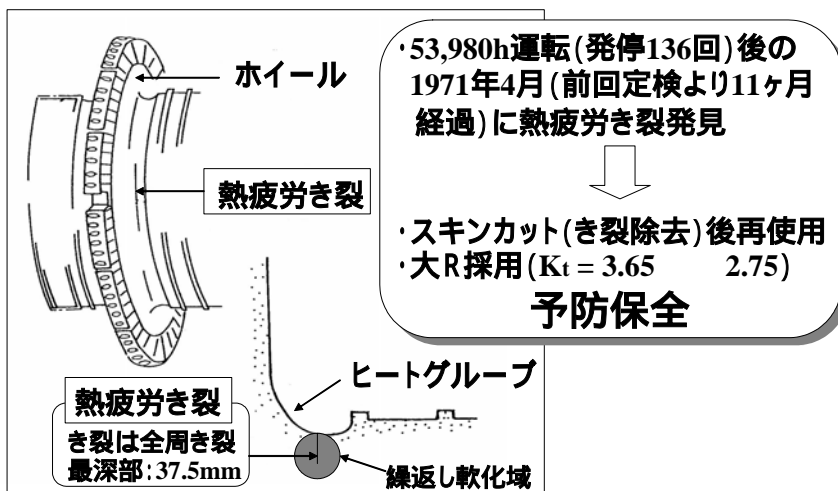 ホイール
熱疲労き裂
ヒートグループ
熱疲労き裂
き裂は全周き裂
最深部:37.5mm
繰返し軟化域
・53,980h運転(発停136回)後の
1971年4月(前回定検より11ヶ月
経過)に熱疲労き裂発見
・スキンカット(き裂除去)後再使用
・大R採用(Kt = 3.65 2.75)
予防保全